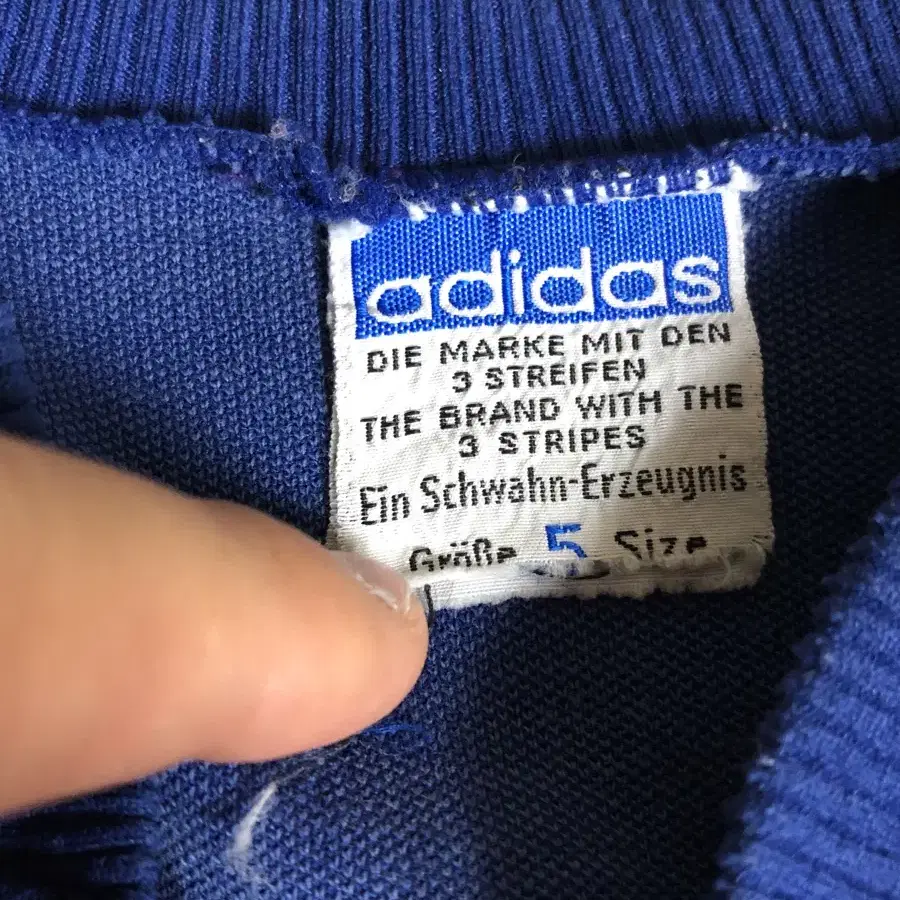 adidas
DIE MARKE MIT DEN
3 STREIFEN
THE BRAND WITH THE
3 STRIPES
Ein Schwahn-Erzeugnis
Größe 5 Size